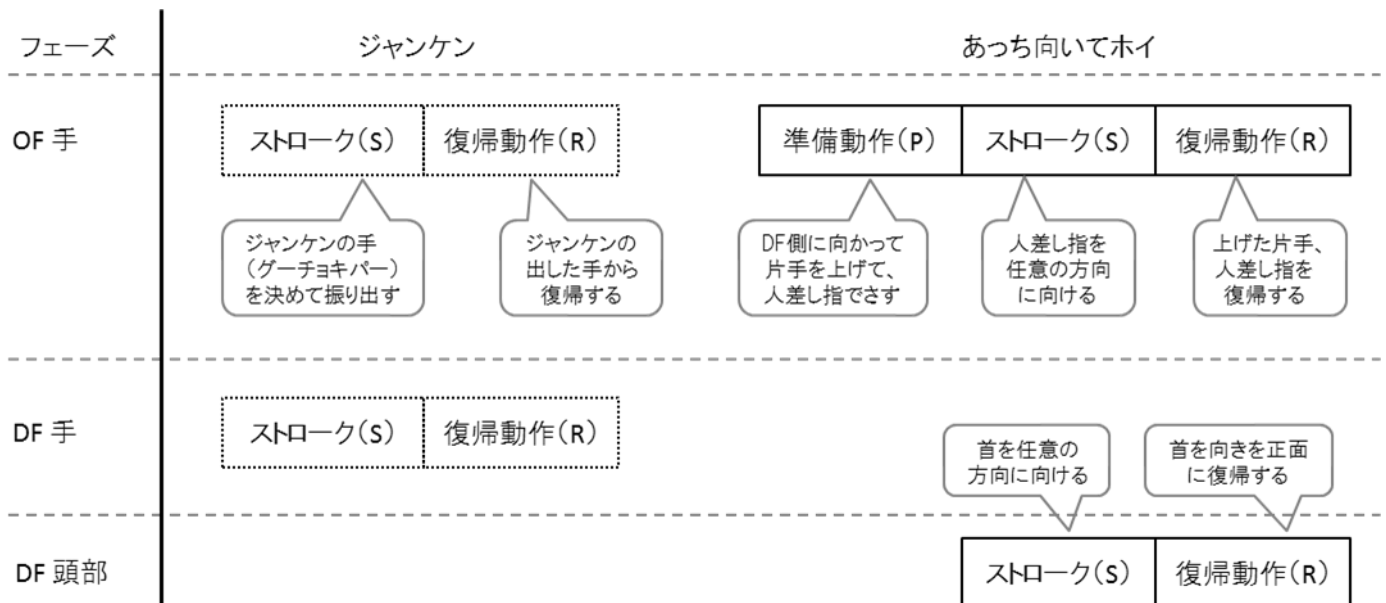 フェーズ
ジャンケン
あっち向いてホイ
OF 手
ストローク(S)
復帰動作(R)
準備動作(P)
ストローク(S)
復帰動作(R)
ジャンケンの手
(グーチョキパー)
を決めて振り出す
ジャンケンの
出した手から
復帰する
DF側に向かって
片手を上げて、
人差し指でさす
人差し指を
任意の方向
に向ける
上げた片手、
人差し指を
復帰する
DF 手
ストローク(S)
復帰動作(R)
首を任意の
方向に向ける
首を向きを正面
に復帰する
DF 頭部
ストローク(S)
復帰動作(R)